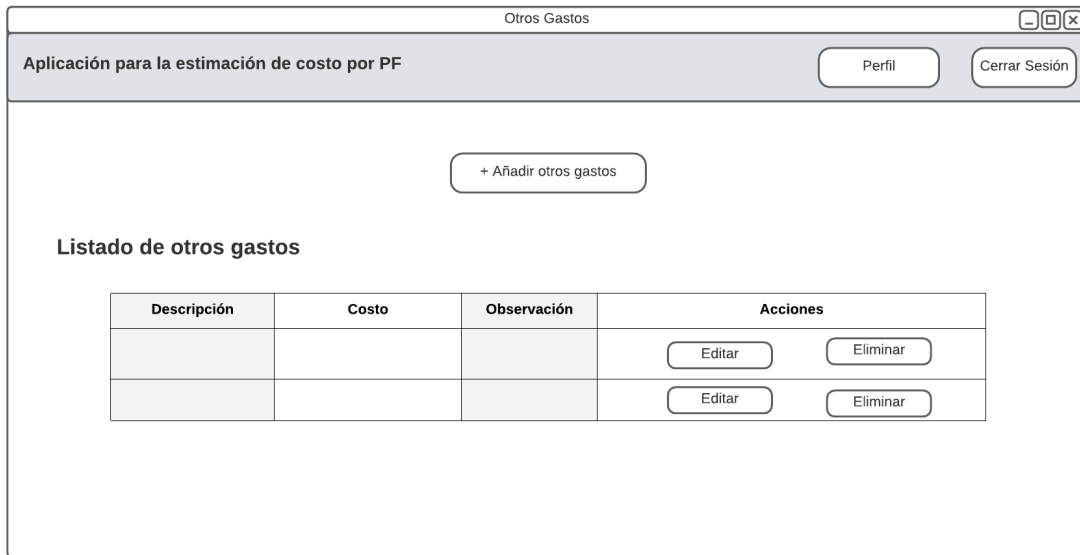 Otros Gastos
Aplicación para la estimación de costo por PF
Perfil
Cerrar Sesión
+ Añadir otros gastos
Listado de otros gastos
Descripción Costo Observación Acciones
Editar Eliminar
Editar Eliminar